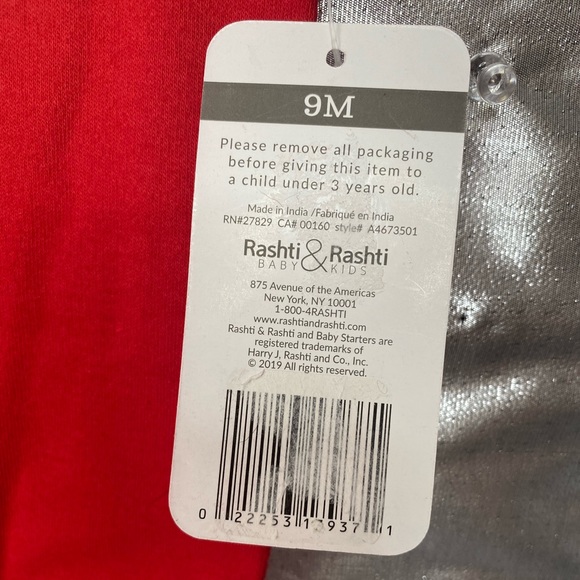 9M
Please remove all packaging
before giving this item to
a child under 3 years old.
Made in India /Fabriqué en India
RN#27829 CA# 00160 style# A4673501
Rashti & Rashti
BABY KIDS
875 Avenue of the Americas
New York, NY 10001
1-800-4RASHTI
www.rashtiandrashti.com
Rashti & Rashti and Baby Starters are
registered trademarks of
Harry J, Rashti and Co., Inc.
© 2019 All rights reserved.
0 22253